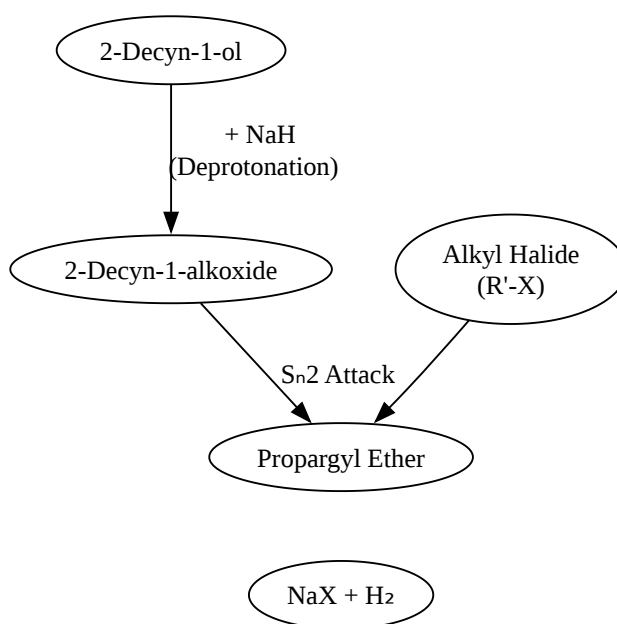 2-Decyn-1-ol
+ NaH
(Deprotonation)
2-Decyn-1-alkoxide
Alkyl Halide
(R'-X)
Sₙ2 Attack
Propargyl Ether
NaX + H₂